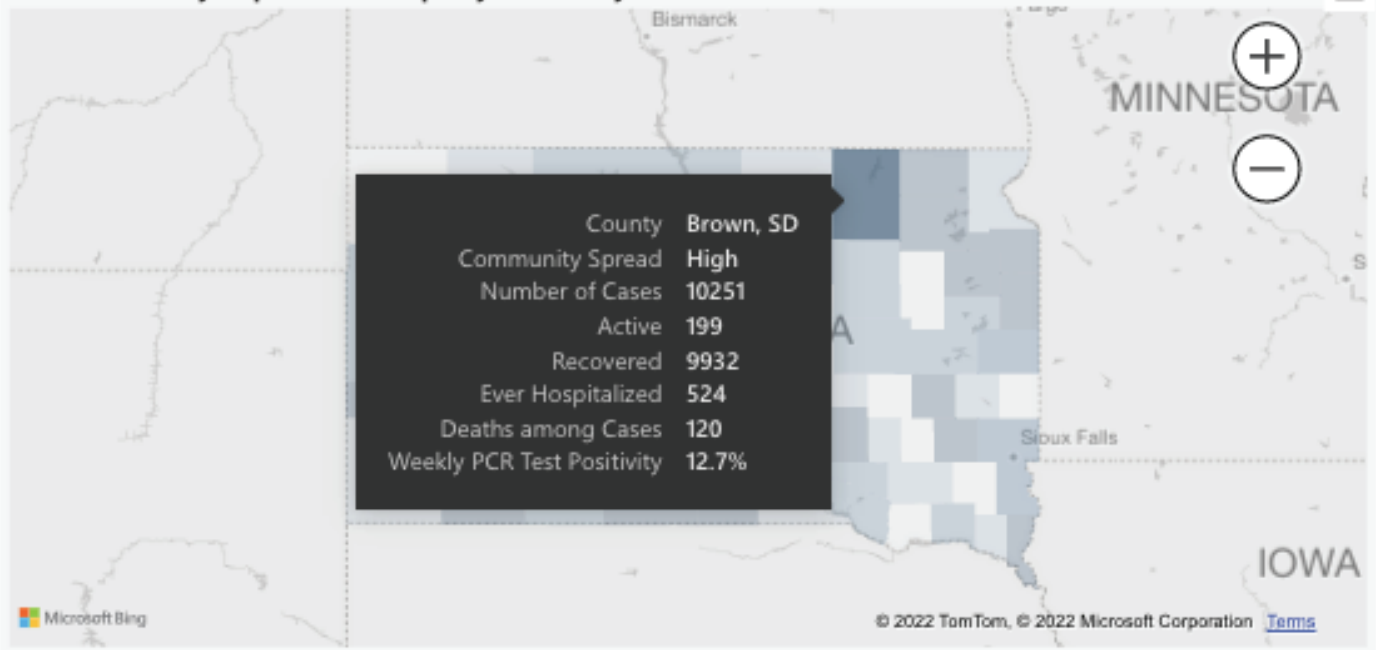 Bismarck
MINNESOTA
County Brown, SD
Community Spread High
Number of Cases 10251
Active 199
A
Recovered 9932
Ever Hospitalized 524
Deaths among Cases 120
Sioux Falls
Weekly PCR Test Positivity 12.7%
IOWA
Microsoft Bing
© 2022 TomTom, © 2022 Microsoft Corporation Terms